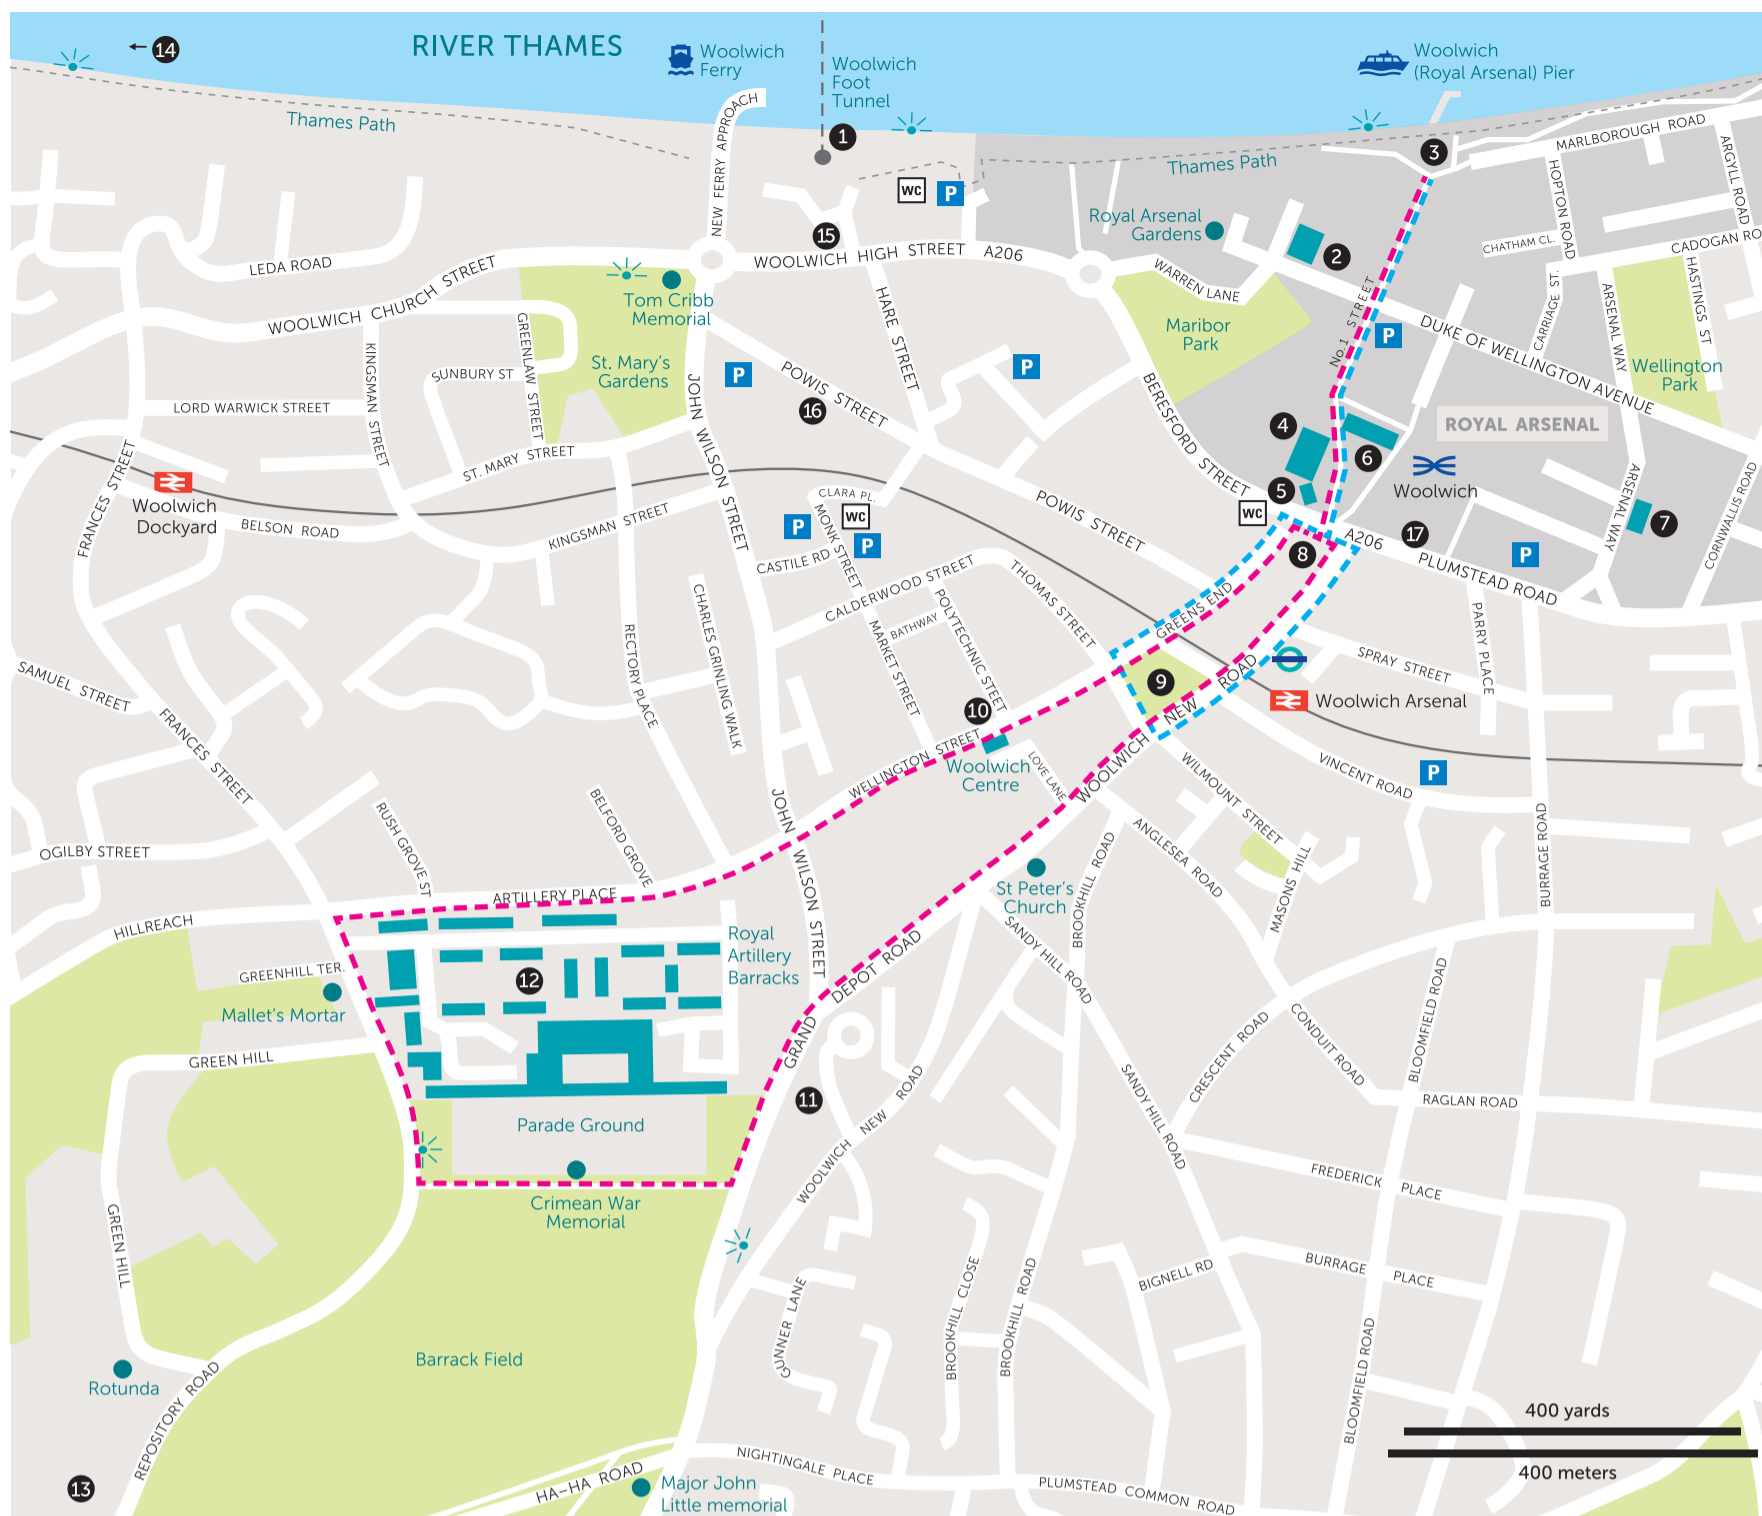 14
RIVER THAMES
Woolwich
Ferry
Woolwich
Foot
Tunnel
Woolwich
(Royal Arsenal) Pier
Thames Path
NEW FERRY APPROACH
1
WC
P
Thames Path
3
MARLBOROUGH ROAD
HOPTON ROAD
ARGYLL ROAD
CHATHAM CL.
CADOGAN RO
HASTINGS ST
CARRIAGE ST.
ARSENAL WAY
Royal Arsenal
Gardens
2
15
WOOLWICH HIGH STREET A206
WARREN LANE
LEDA ROAD
WOOLWICH CHURCH STREET
Tom Cribb
Memorial
HARE STREET
Maribor
Park
No.1 STREET
P
DUKE OF WELLINGTON AVENUE
Wellington
Park
KINGSMAN STREET
GREENLAW STREET
SUNBURY ST
St. Mary's
Gardens
JOHN WILSON STREET
P
POWIS STREET
P
16
BERESFORD STREET
LORD WARWICK STREET
ROYAL ARSENAL
4
6
5
Woolwich
7
FRANCES STREET
ST. MARY STREET
Woolwich
Dockyard
BELSON ROAD
KINGSMAN STREET
CLARA PL.
MONK STREET
WC
P
P
CASTILE RD
POWIS STREET
WC
A206
17
P
PLUMSTEAD ROAD
ARSENAL WAY
CORNWALLIS ROAD
8
CALDERWOOD STREET
THOMAS STREET
GREENS END
CHARLES GRINLING WALK
MARKET STREET
BATHWAY
POLYTECHNIC STEET
RECTORY PLACE
SAMUEL STREET
FRANCES STREET
9
WOOLWICH NEW ROAD
SPRAY STREET
PARRY PLACE
Woolwich Arsenal
10
WELLINGTON STREET
Woolwich
Centre
LOVE LANE
WILMOUNT STREET
VINCENT ROAD
P
BURRAGE ROAD
JOHN WILSON STREET
RUSH GROVE ST
BELFORD GROVE
OGILBY STREET
ARTILLERY PLACE
St Peter's
Church
ANGLESEA ROAD
BROOKHILL ROAD
MASONS HILL
HILLREACH
Royal
Artillery
Barracks
GREENHILL TER.
12
GRAND DEPOT ROAD
SANDY HILL ROAD
Mallet's Mortar
GREEN HILL
BLOOMFIELD ROAD
CRESCENT ROAD
CONDUIT ROAD
11
WOOLWICH NEW ROAD
SANDY HILL ROAD
RAGLAN ROAD
Parade Ground
Crimean War
Memorial
FREDERICK PLACE
GREEN HILL
BURRAGE PLACE
BIGNELL RD
GUNNER LANE
BROOKHILL CLOSE
BROOKHILL ROAD
BLOOMFIELD ROAD
Barrack Field
Rotunda
REPOSITORY ROAD
13
HA-HA ROAD
Major John
Little memorial
NIGHTINGALE PLACE
PLUMSTEAD COMMON ROAD
400 yards
400 meters